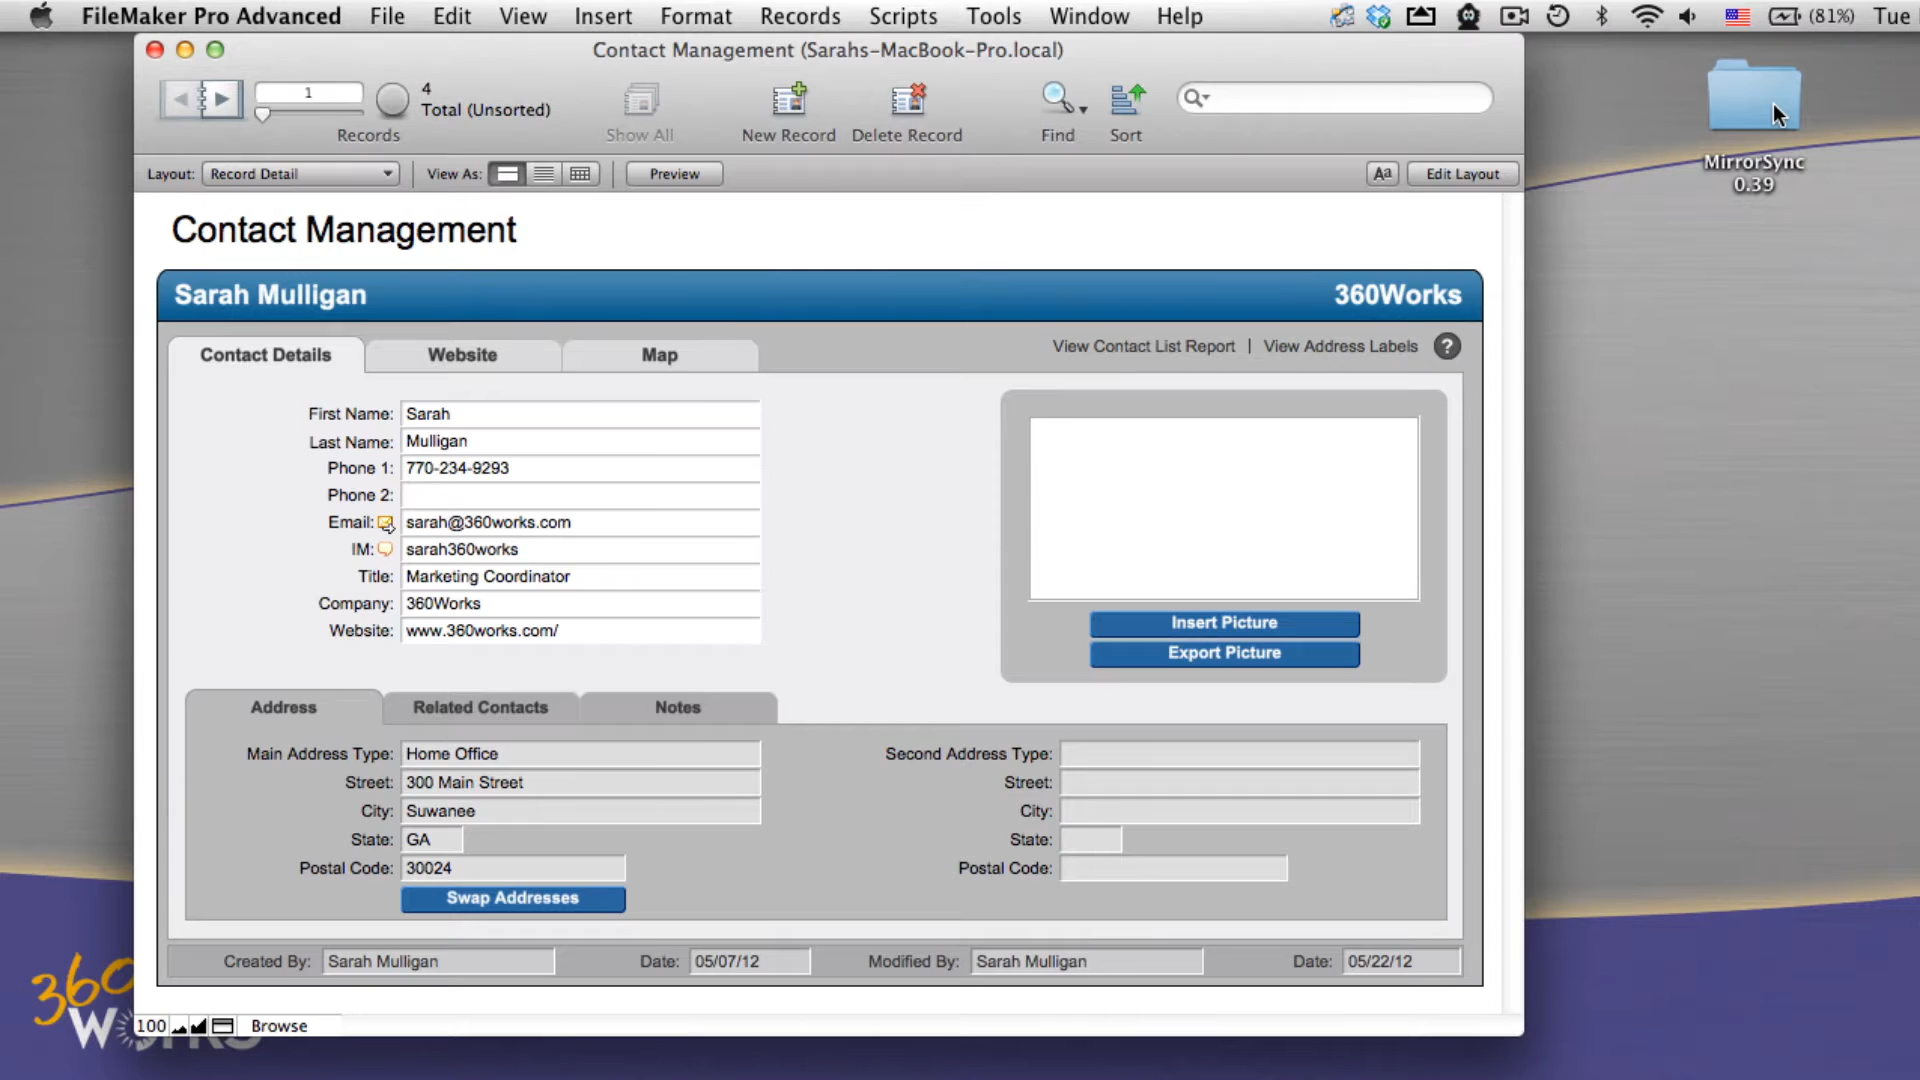 FileMaker Pro Advanced File Edit View Insert Format Records Scripts Tools Window Help (81%) Tue
Contact Management (Sarahs-MacBook-Pro.local)
1
4
Total (Unsorted)
Records
Show All
New Record
Delete Record
Find
Sort
Layout: Record Detail View As: Preview Aa Edit Layout
MirrorSync
0.39
Contact Management
Sarah Mulligan 360Works
Contact Details Website Map View Contact List Report | View Address Labels ?
First Name: Sarah
Last Name: Mulligan
Phone 1: 770-234-9293
Phone 2:
Email: sarah@360works.com
IM: sarah360works
Title: Marketing Coordinator
Company: 360Works
Website: www.360works.com/
Insert Picture
Export Picture
Address Related Contacts Notes
Main Address Type: Home Office Second Address Type:
Street: 300 Main Street Street:
City: Suwanee City:
State: GA State:
Postal Code: 30024 Postal Code:
Swap Addresses
Created By: Sarah Mulligan Date: 05/07/12 Modified By: Sarah Mulligan Date: 05/22/12
100 Browse